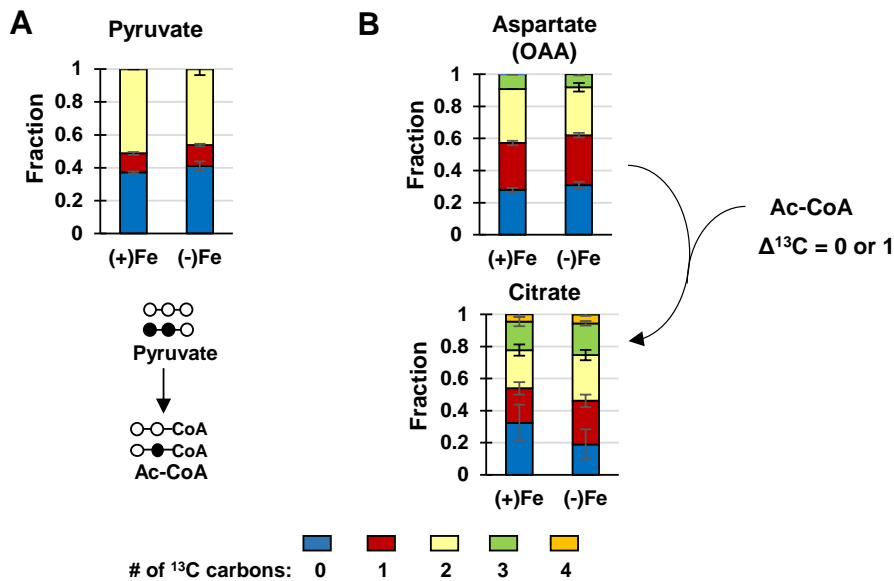 A
Pyruvate
Fraction
1
0.8
0.6
0.4
0.2
0
(+)Fe (-)Fe
Pyruvate
CoA
CoA
Ac-CoA
B
Aspartate
(OAA)
Fraction
1
0.8
0.6
0.4
0.2
0
(+)Fe (-)Fe
Ac-CoA
Δ¹³C = 0 or 1
Citrate
Fraction
1
0.8
0.6
0.4
0.2
0
(+)Fe (-)Fe
# of ¹³C carbons: 0 1 2 3 4